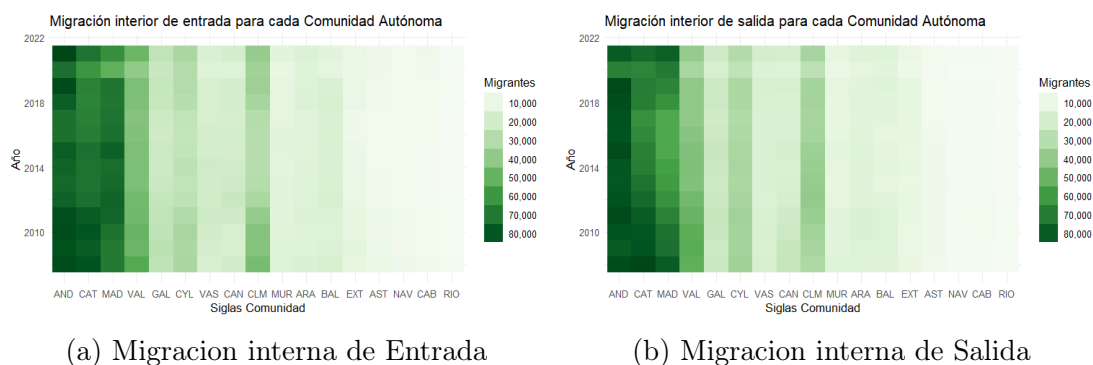 Migración interior de entrada para cada Comunidad Autónoma
2022
2018
2014
2010
Año
AND CAT MAD VAL GAL CYL VAS CAN CLM MUR ARA BAL EXT AST NAV CAB RIO
Siglas Comunidad
Migrantes
10,000
20,000
30,000
40,000
50,000
60,000
70,000
80,000
(a) Migracion interna de Entrada
Migración interior de salida para cada Comunidad Autónoma
2022
2018
2014
2010
Año
AND CAT MAD VAL GAL CYL VAS CAN CLM MUR ARA BAL EXT AST NAV CAB RIO
Siglas Comunidad
Migrantes
10,000
20,000
30,000
40,000
50,000
60,000
70,000
80,000
(b) Migracion interna de Salida